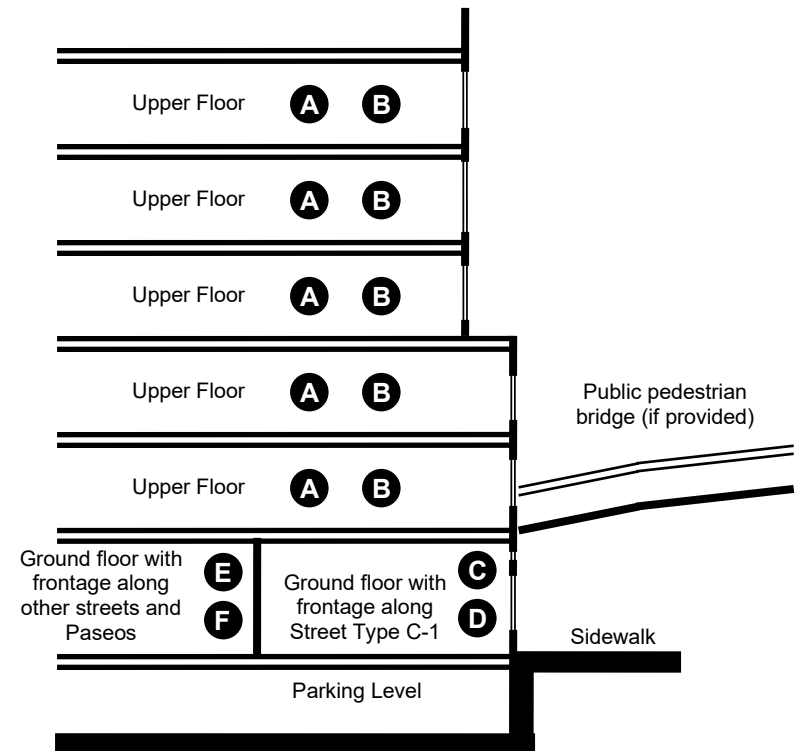 Upper Floor A B
Upper Floor A B
Upper Floor A B
Upper Floor A B
Public pedestrian
bridge (if provided)
Upper Floor A B
Ground floor with
frontage along
other streets and
Paseos
E
F
Ground floor with
frontage along
Street Type C-1
C
D
Sidewalk
Parking Level